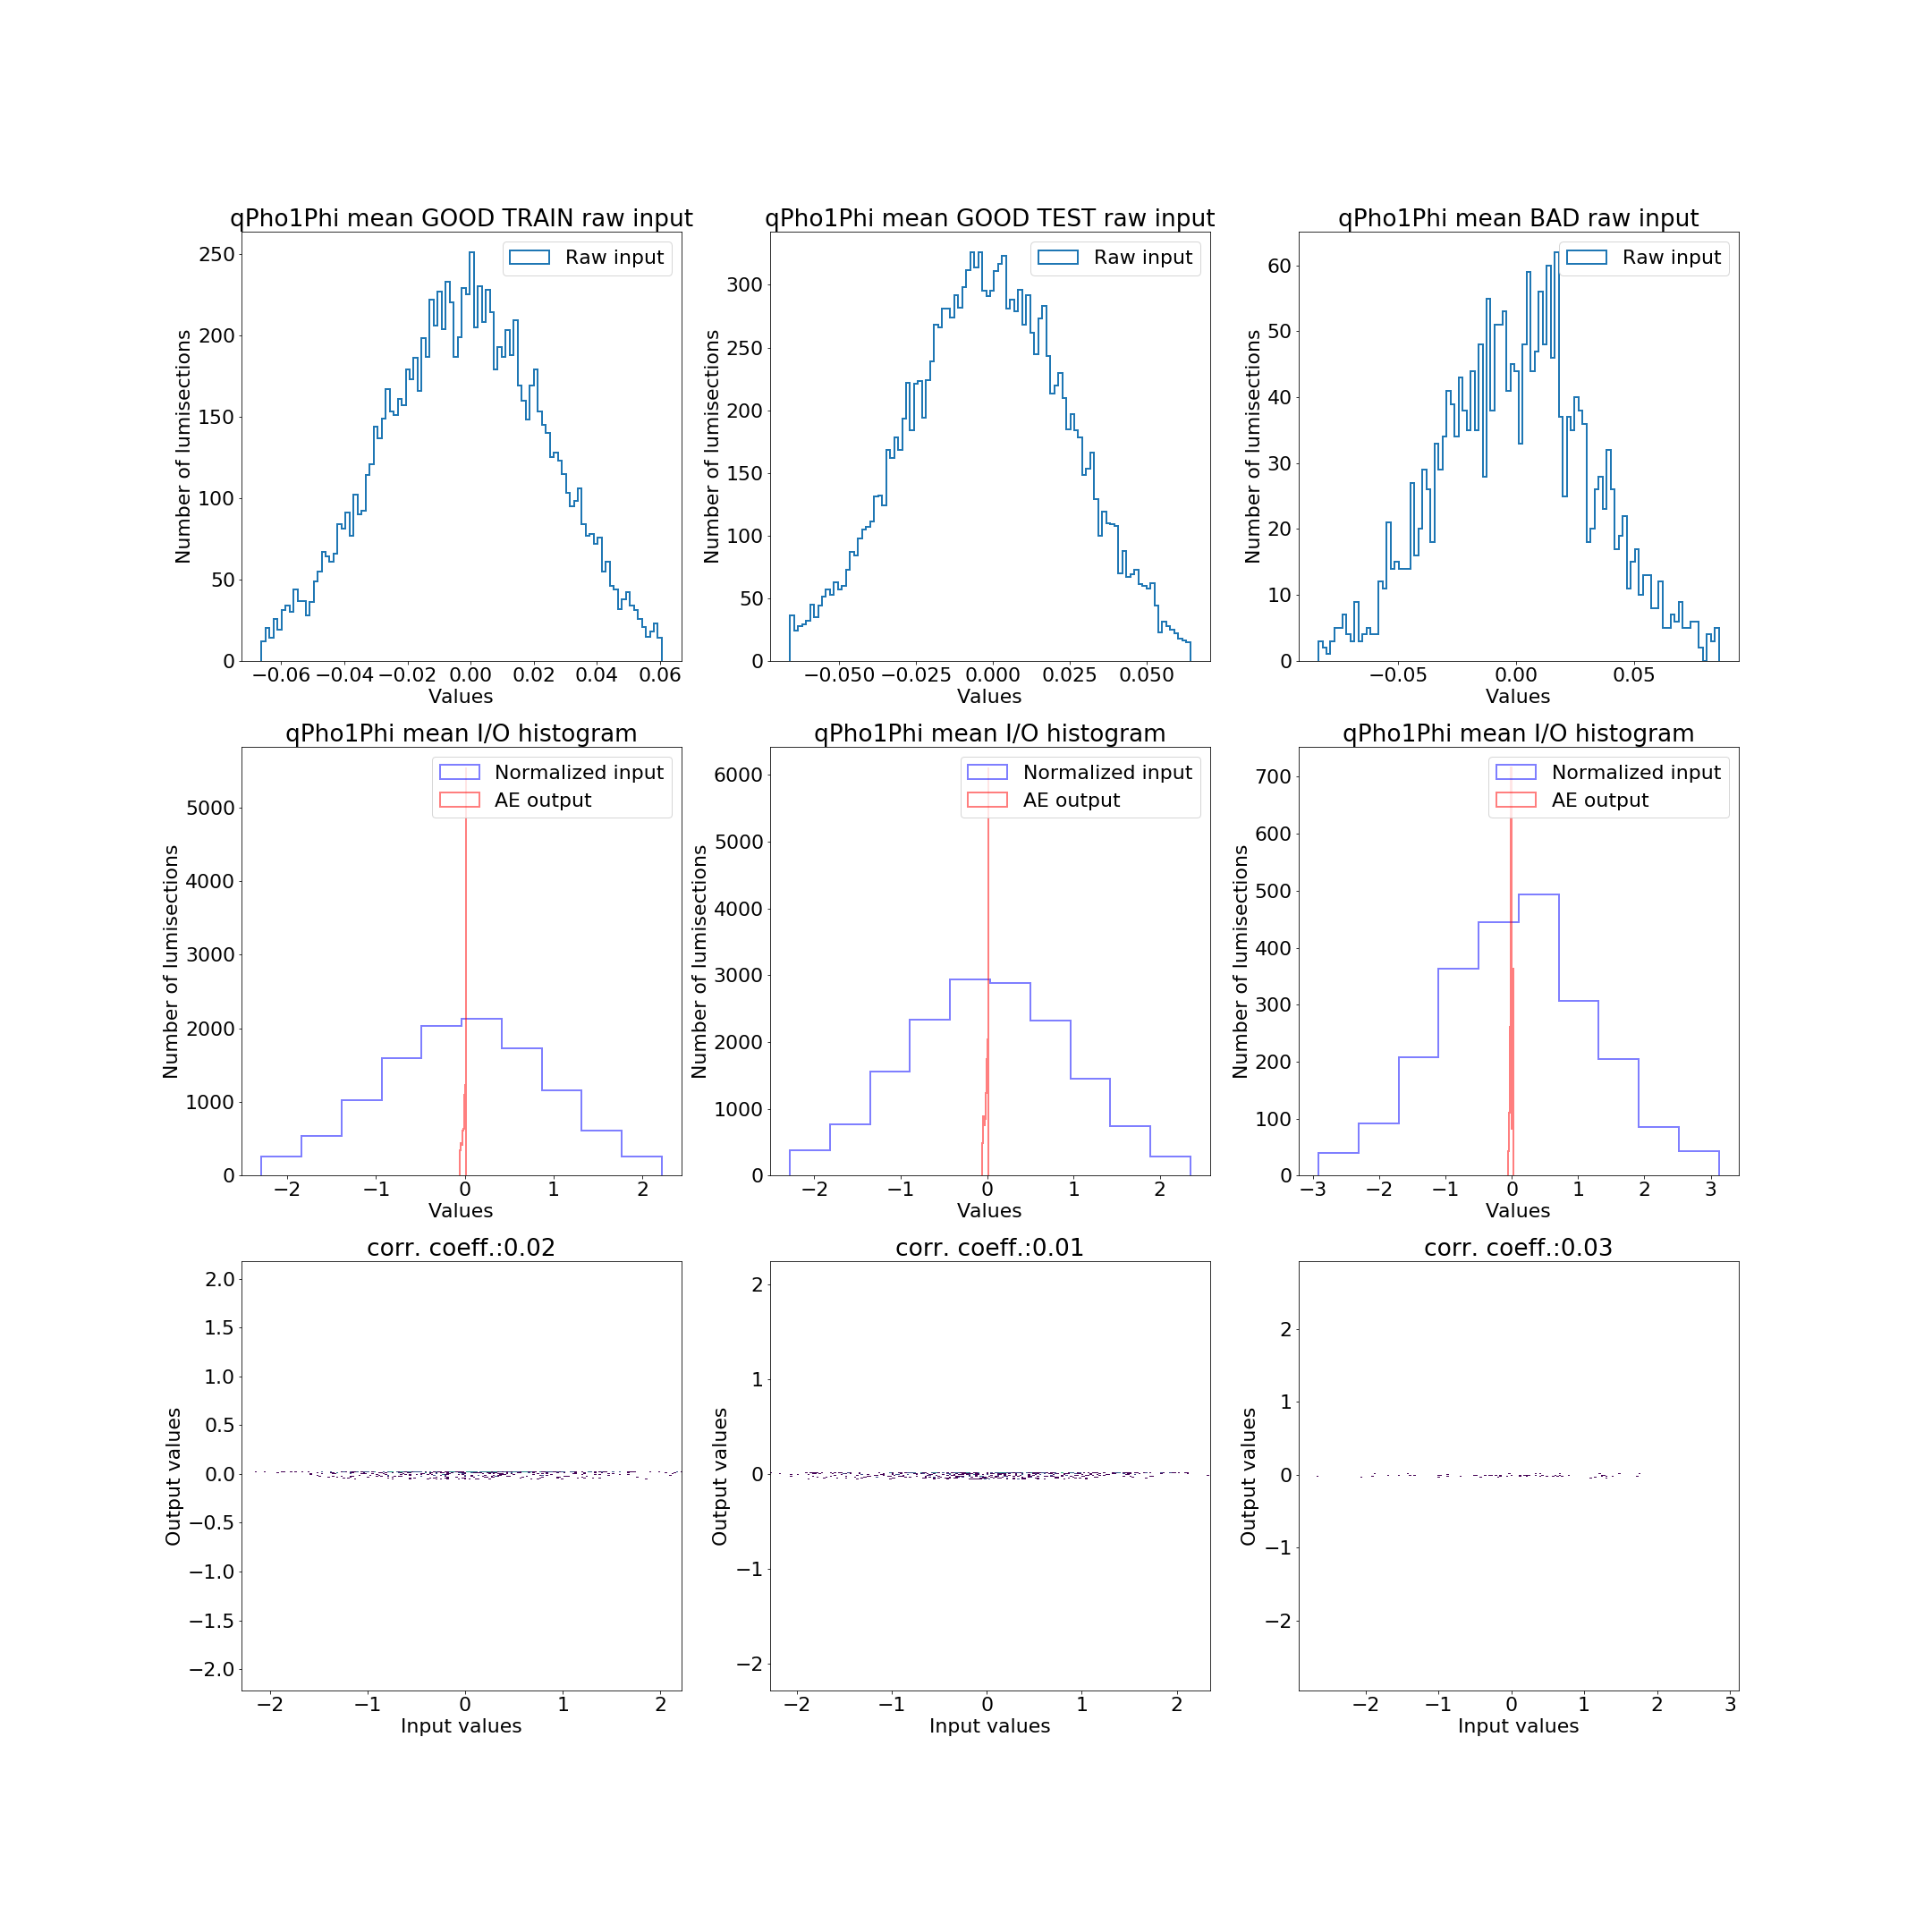 qPho1Phi mean GOOD TRAIN raw input
Raw input
250
200
150
100
50
0
Number of lumisections
−0.06 −0.04 −0.02 0.00 0.02 0.04 0.06
Values
qPho1Phi mean GOOD TEST raw input
Raw input
300
250
200
150
100
50
0
Number of lumisections
−0.050 −0.025 0.000 0.025 0.050
Values
qPho1Phi mean BAD raw input
Raw input
60
50
40
30
20
10
0
Number of lumisections
−0.05 0.00 0.05
Values
qPho1Phi mean I/O histogram
Normalized input
AE output
5000
4000
3000
2000
1000
0
Number of lumisections
−2 −1 0 1 2
Values
qPho1Phi mean I/O histogram
Normalized input
AE output
6000
5000
4000
3000
2000
1000
0
Number of lumisections
−2 −1 0 1 2
Values
qPho1Phi mean I/O histogram
Normalized input
AE output
700
600
500
400
300
200
100
0
Number of lumisections
−3 −2 −1 0 1 2 3
Values
corr. coeff.:0.02
2.0
1.5
1.0
0.5
0.0
−0.5
−1.0
−1.5
−2.0
Output values
−2 −1 0 1 2
Input values
corr. coeff.:0.01
2
1
0
−1
−2
Output values
−2 −1 0 1 2
Input values
corr. coeff.:0.03
2
1
0
−1
−2
Output values
−2 −1 0 1 2 3
Input values